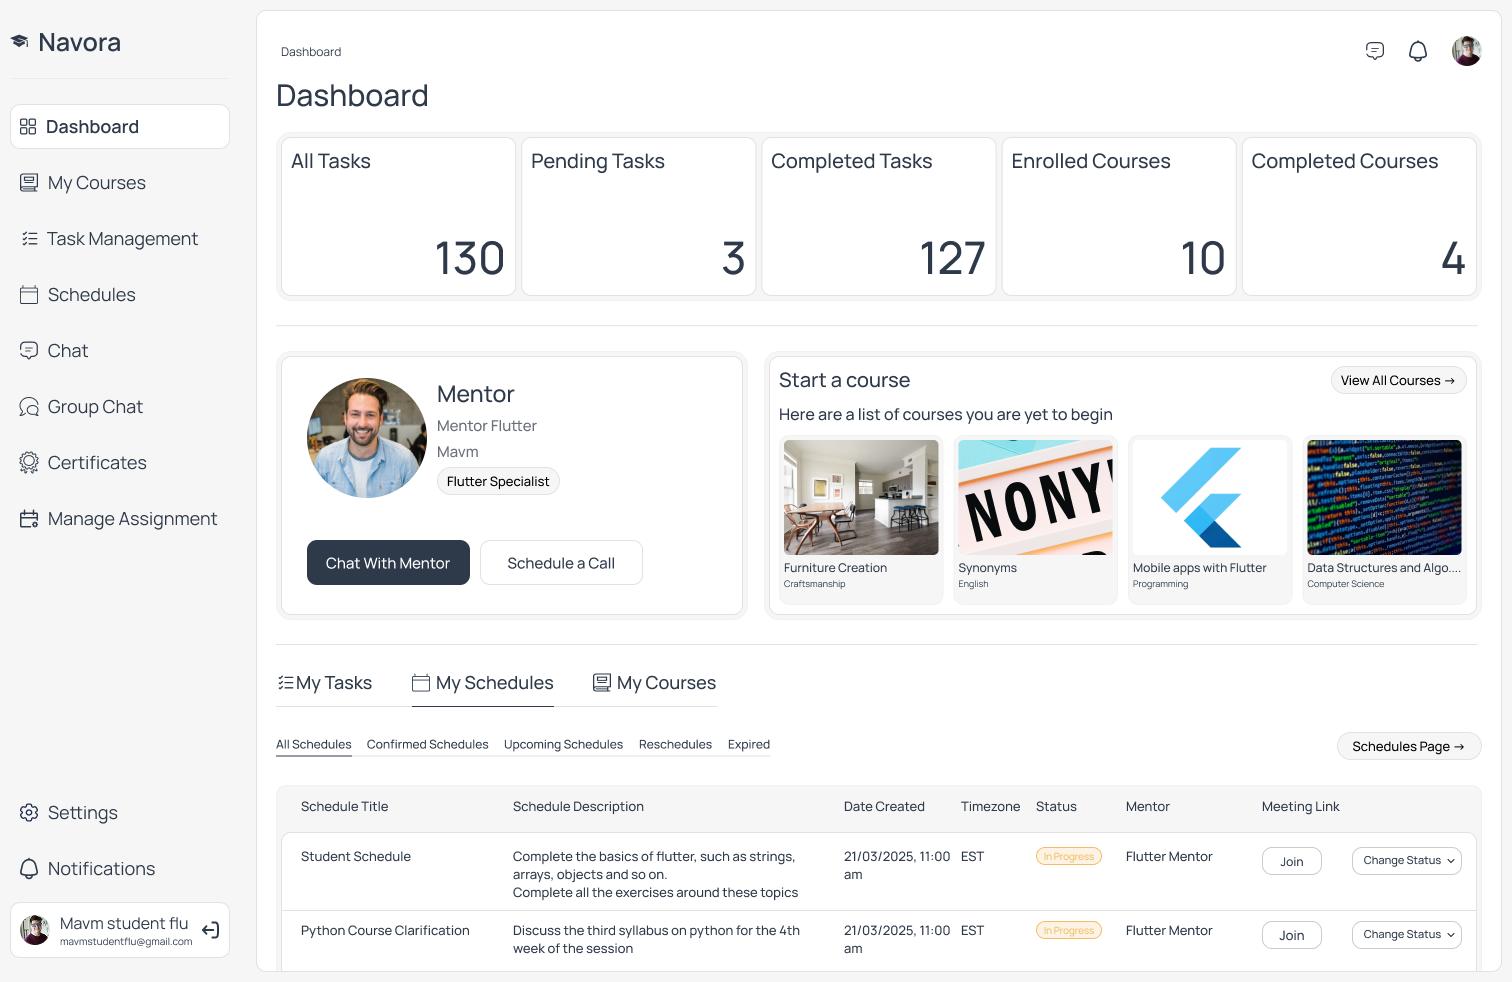 Navora
Dashboard
My Courses
Task Management
Schedules
Chat
Group Chat
Certificates
Manage Assignment
Settings
Notifications
Mavm student flu
mavmstudentflu@gmail.com
Dashboard
Dashboard
All Tasks
130
Pending Tasks
3
Completed Tasks
127
Enrolled Courses
10
Completed Courses
4
Mentor
Mentor Flutter
Mavm
Flutter Specialist
Chat With Mentor
Schedule a Call
Start a course
View All Courses →
Here are a list of courses you are yet to begin
NONY
Furniture Creation
Craftsmanship
Synonyms
English
Mobile apps with Flutter
Programming
Data Structures and Algo....
Computer Science
My Tasks
My Schedules
My Courses
All Schedules Confirmed Schedules Upcoming Schedules Reschedules Expired
Schedules Page →
Schedule Title Schedule Description Date Created Timezone Status Mentor Meeting Link
Student Schedule
Complete the basics of flutter, such as strings,
arrays, objects and so on.
Complete all the exercises around these topics
21/03/2025, 11:00
am
EST
In Progress
Flutter Mentor
Join
Change Status
Python Course Clarification
Discuss the third syllabus on python for the 4th
week of the session
21/03/2025, 11:00
am
EST
In Progress
Flutter Mentor
Join
Change Status